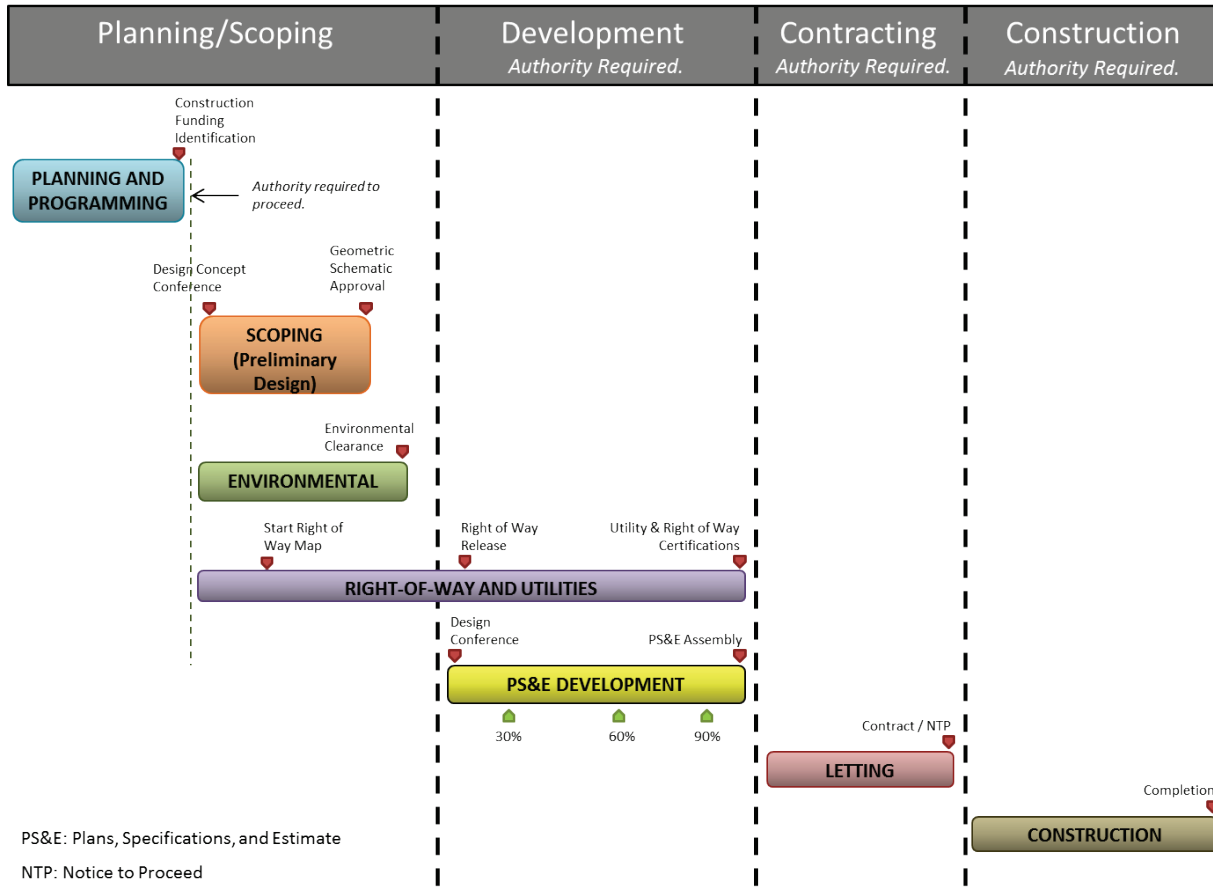 Planning/Scoping
Development
Authority Required.
Contracting
Authority Required.
Construction
Authority Required.
Construction
Funding
Identification
PLANNING AND
PROGRAMMING
Authority required to
proceed.
Design Concept
Conference
Geometric
Schematic
Approval
SCOPING
(Preliminary
Design)
Environmental
Clearance
ENVIRONMENTAL
Start Right of
Way Map
Right of Way
Release
Utility & Right of Way
Certifications
RIGHT-OF-WAY AND UTILITIES
Design
Conference
PS&E Assembly
PS&E DEVELOPMENT
30%
60%
90%
Contract / NTP
LETTING
Completion
CONSTRUCTION
PS&E: Plans, Specifications, and Estimate
NTP: Notice to Proceed